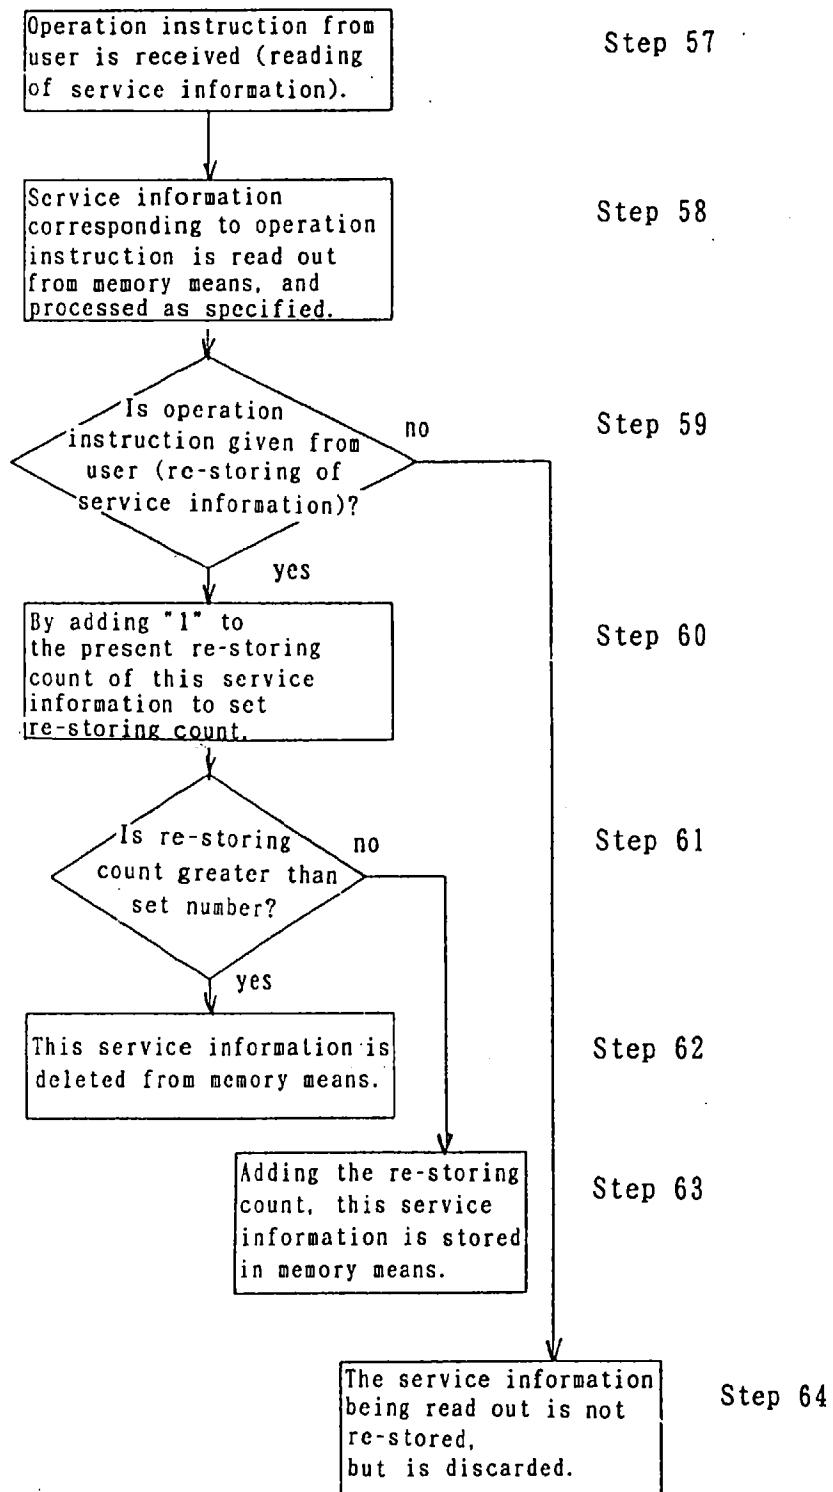 Operation instruction from
user is received (reading
of service information).
Step 57
Service information
corresponding to operation
instruction is read out
from memory means, and
processed as specified.
Step 58
Is operation
instruction given from
user (re-storing of
service information)?
no
Step 59
yes
By adding "1" to
the present re-storing
count of this service
information to set
re-storing count.
Step 60
Is re-storing
count greater than
set number?
no
Step 61
yes
This service information is
deleted from memory means.
Step 62
Adding the re-storing
count, this service
information is stored
in memory means.
Step 63
The service information
being read out is not
re-stored,
but is discarded.
Step 64